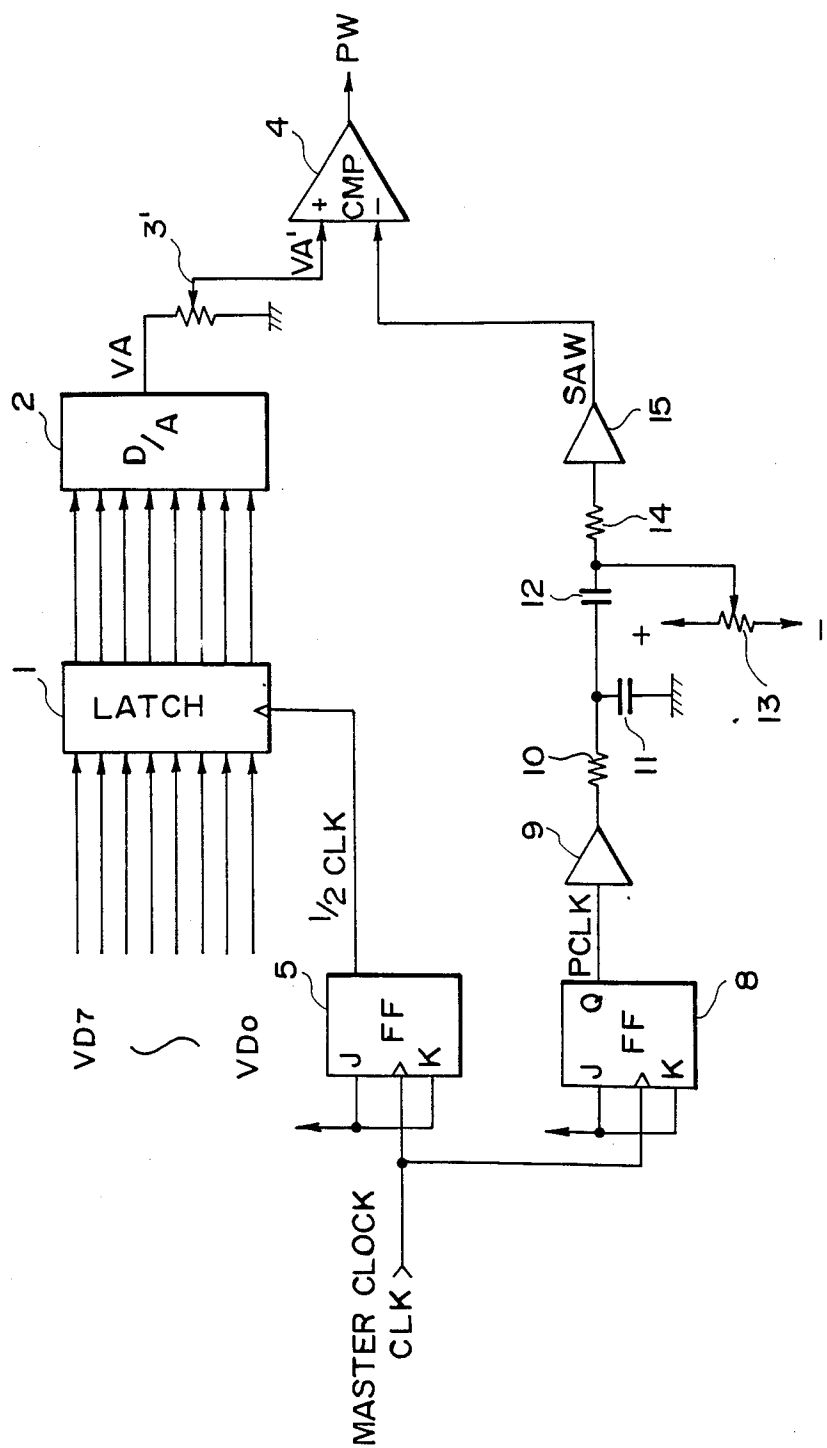 VD7
VD0
1
LATCH
2
D/A
VA
3'
VA'
4
+
CMP
−
PW
MASTER CLOCK
CLK
5
J
FF
K
1/2 CLK
8
J
Q
FF
K
PCLK
9
10
11
12
+
13
−
14
15
SAW